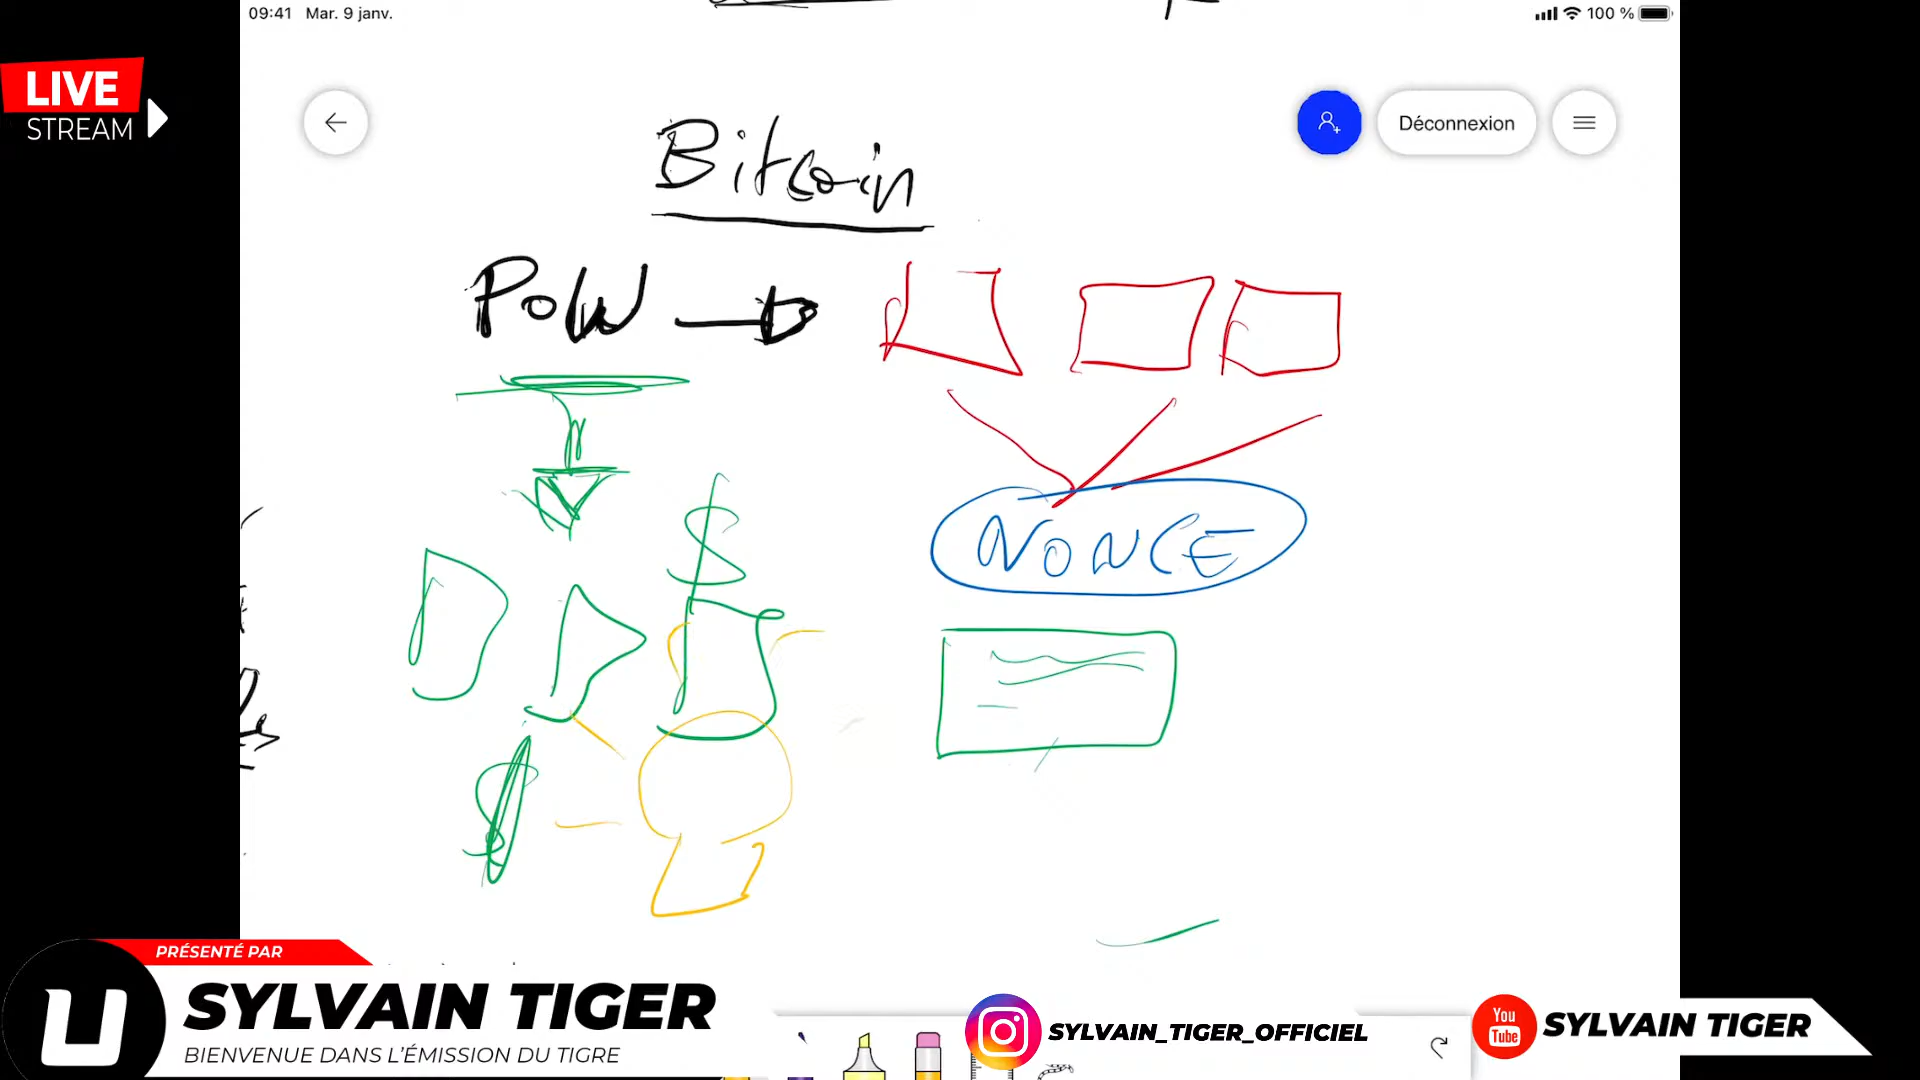 09:41 Mar. 9 janv.
100 %
LIVE
STREAM
Déconnexion
Bitcoin
PoW
$
NONCE
$
PRÉSENTÉ PAR
SYLVAIN TIGER
BIENVENUE DANS L'ÉMISSION DU TIGRE
SYLVAIN_TIGER_OFFICIEL
You
Tube
SYLVAIN TIGER